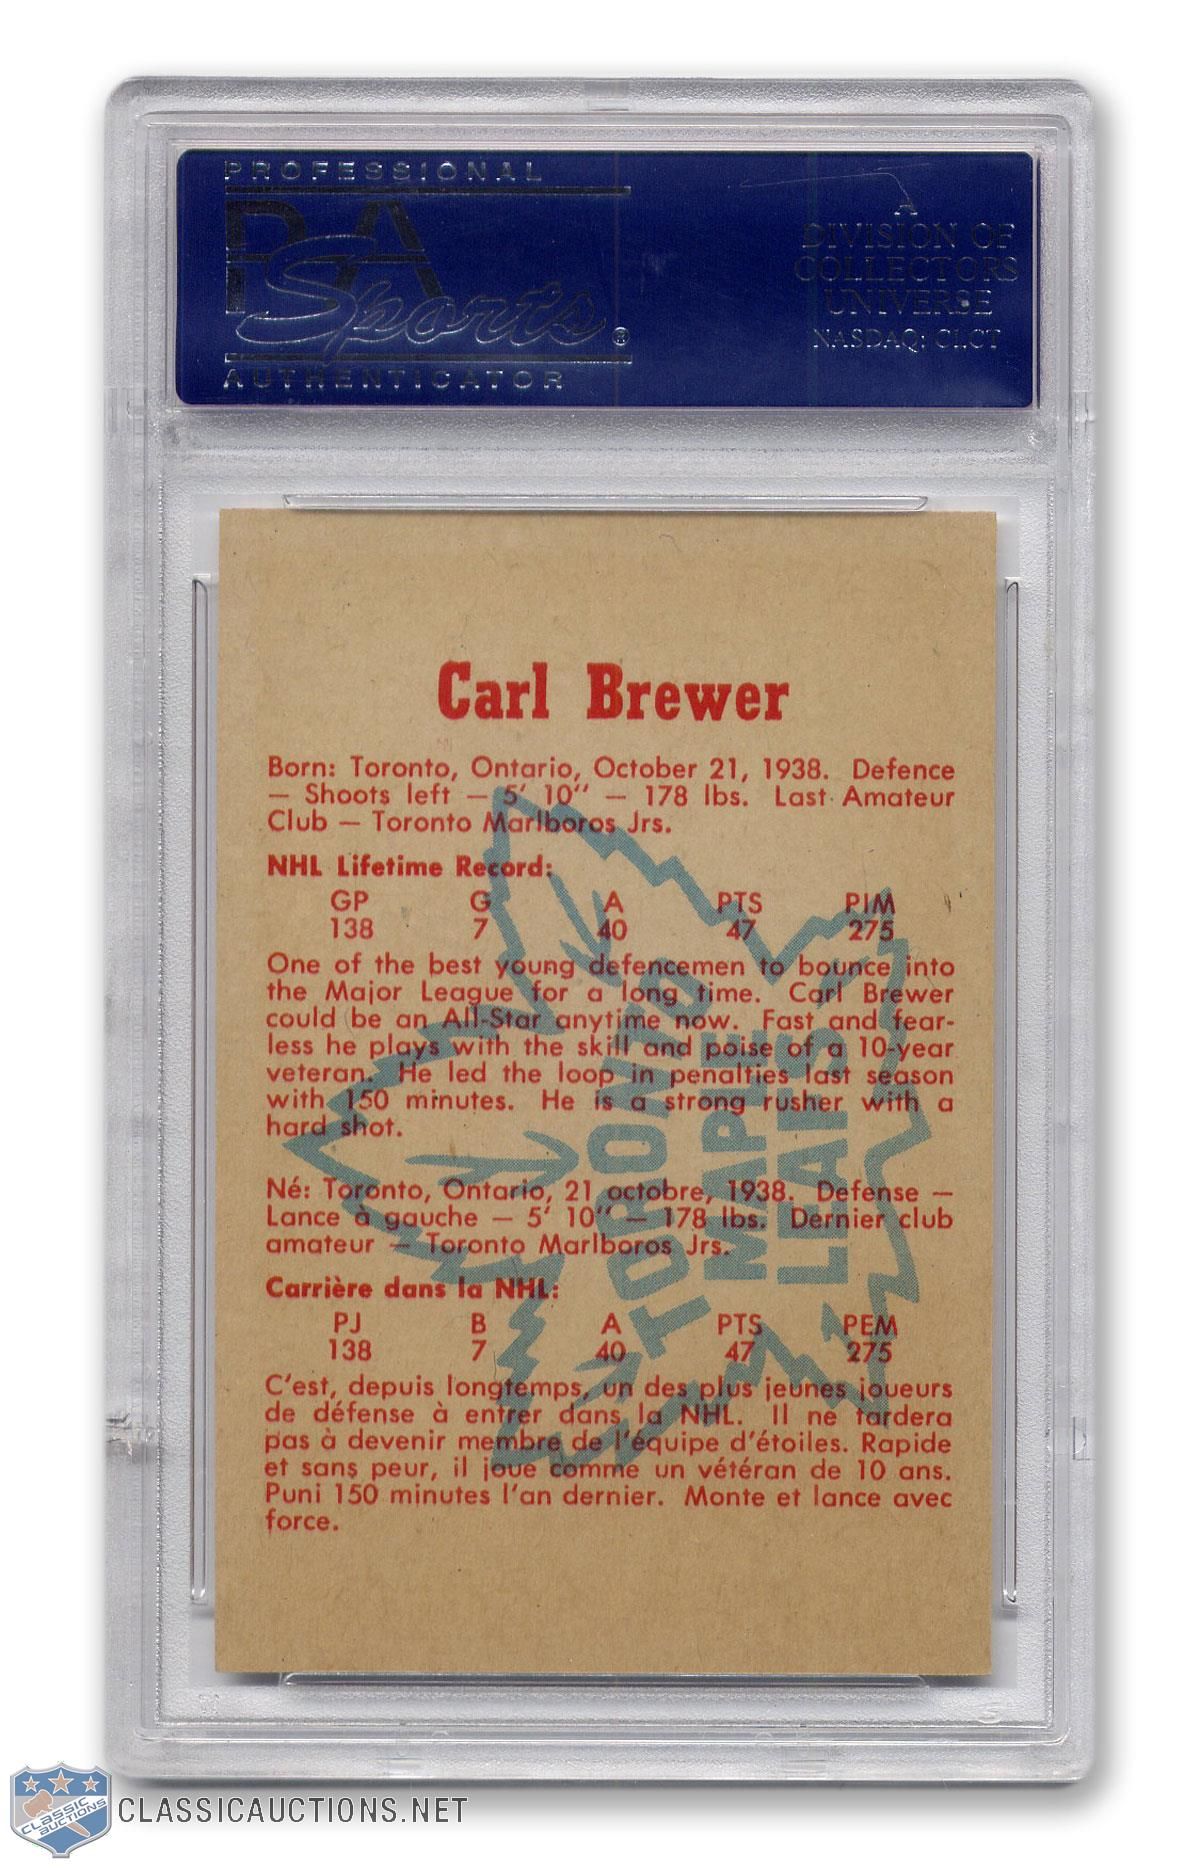 PROFESSIONAL
PSA
Sports®
AUTHENTICATOR
A
DIVISION OF
COLLECTORS
UNIVERSE
NASDAQ: CLCT
Carl Brewer
Born: Toronto, Ontario, October 21, 1938. Defence
— Shoots left — 5' 10'' — 178 lbs. Last Amateur
Club — Toronto Marlboros Jrs.
NHL Lifetime Record:
GP G A PTS PIM
138 7 40 47 275
One of the best young defencemen to bounce into
the Major League for a long time. Carl Brewer
could be an All-Star anytime now. Fast and fear-
less he plays with the skill and poise of a 10-year
veteran. He led the loop in penalties last season
with 150 minutes. He is a strong rusher with a
hard shot.
Né: Toronto, Ontario, 21 octobre, 1938. Defense —
Lance à gauche — 5' 10'' — 178 lbs. Dernier club
amateur — Toronto Marlboros Jrs.
Carrière dans la NHL:
PJ B A PTS PEM
138 7 40 47 275
C'est, depuis longtemps, un des plus jeunes joueurs
de défense à entrer dans la NHL. Il ne tardera
pas à devenir membre de l'équipe d'étoiles. Rapide
et sans peur, il joue comme un vétéran de 10 ans.
Puni 150 minutes l'an dernier. Monte et lance avec
force.
TORONTO
MAPLE
LEAFS
CLASSIC
AUCTIONS
CLASSICAUCTIONS.NET